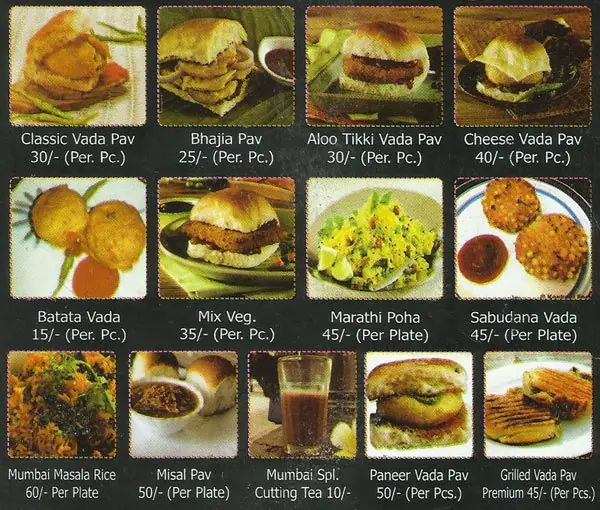 Classic Vada Pav
30/- (Per. Pc.)
Bhajia Pav
25/- (Per. Pc.)
Aloo Tikki Vada Pav
30/- (Per. Pc.)
Cheese Vada Pav
40/- (Per. Pc.)
Batata Vada
15/- (Per. Pc.)
Mix Veg.
35/- (Per. Pc.)
Marathi Poha
45/- (Per Plate)
Sabudana Vada
45/- (Per Plate)
Mumbai Masala Rice
60/- Per Plate
Misal Pav
50/- (Per Plate)
Mumbai Spl.
Cutting Tea 10/-
Paneer Vada Pav
50/- (Per Pcs.)
Grilled Vada Pav
Premium 45/- (Per Pcs.)